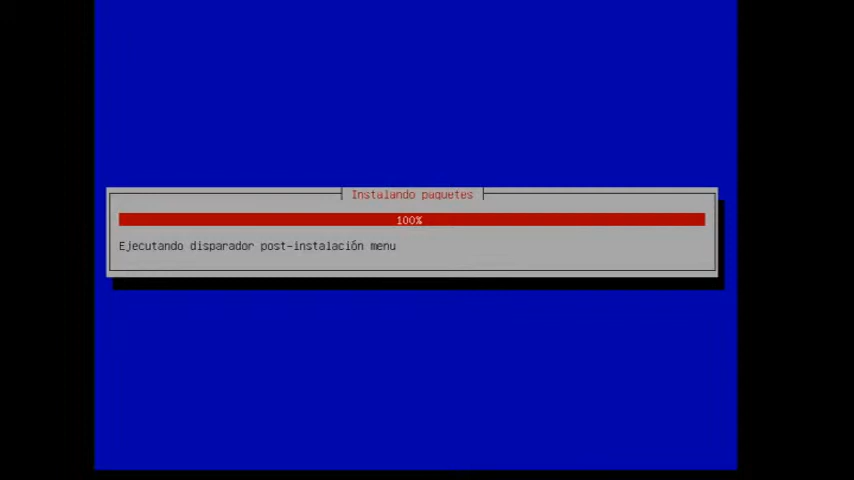 Instalando paquetes
100%
Ejecutando disparador post-instalación menu